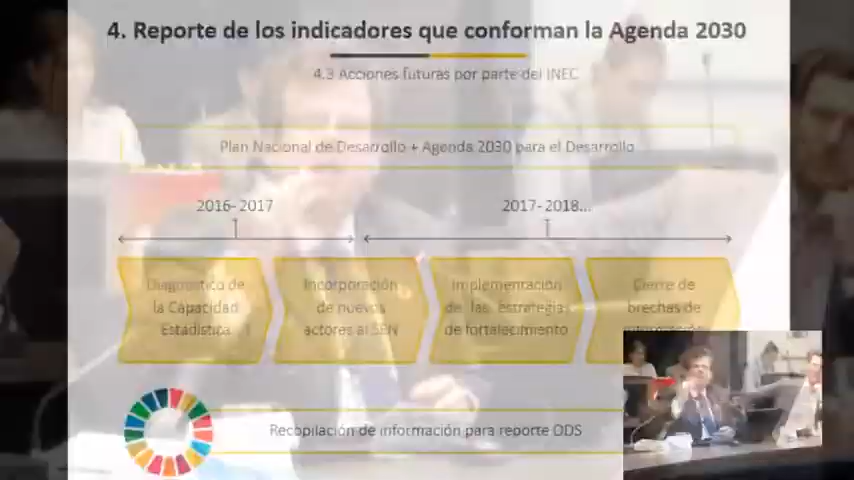 4. Reporte de los indicadores que conforman la Agenda 2030
4.3 Acciones futuras por parte del INEC
Plan Nacional de Desarrollo + Agenda 2030 para el Desarrollo
2016- 2017
2017- 2018...
Diagnóstico de
la Capacidad
Estadística
Incorporación
de nuevos
actores al SEN
Implementación
de las estrategias
de fortalecimiento
Cierre de
brechas de
Recopilación de información para reporte ODS